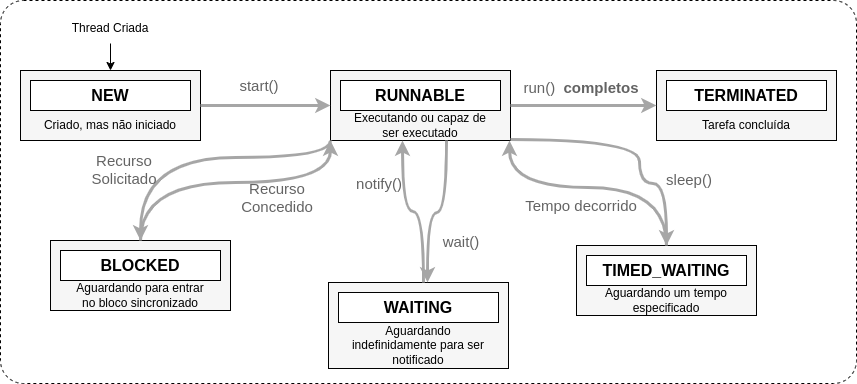 Thread Criada
NEW
Criado, mas não iniciado
start()
RUNNABLE
Executando ou capaz de
ser executado
run() completos
TERMINATED
Tarefa concluída
Recurso
Solicitado
Recurso
Concedido
notify()
wait()
sleep()
Tempo decorrido
BLOCKED
Aguardando para entrar
no bloco sincronizado
WAITING
Aguardando
indefinidamente para ser
notificado
TIMED_WAITING
Aguardando um tempo
especificado